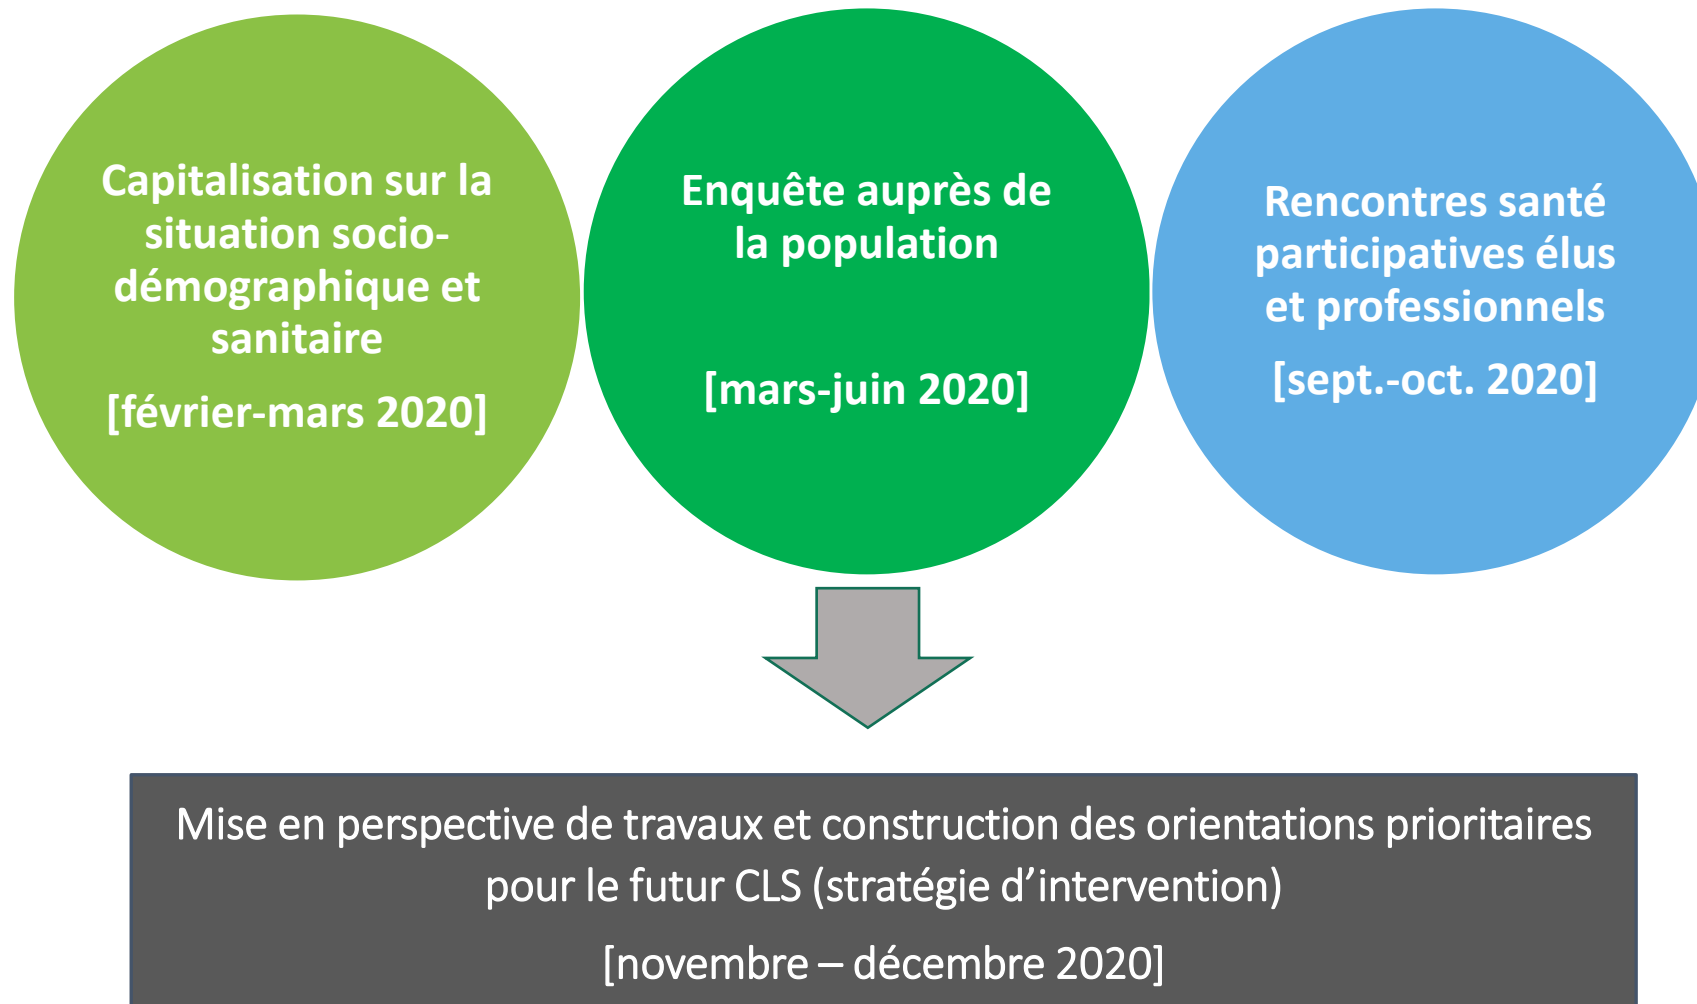 Capitalisation sur la
situation socio-
démographique et
sanitaire
[février-mars 2020]
Enquête auprès de
la population
[mars-juin 2020]
Rencontres santé
participatives élus
et professionnels
[sept.-oct. 2020]
Mise en perspective de travaux et construction des orientations prioritaires
pour le futur CLS (stratégie d’intervention)
[novembre – décembre 2020]